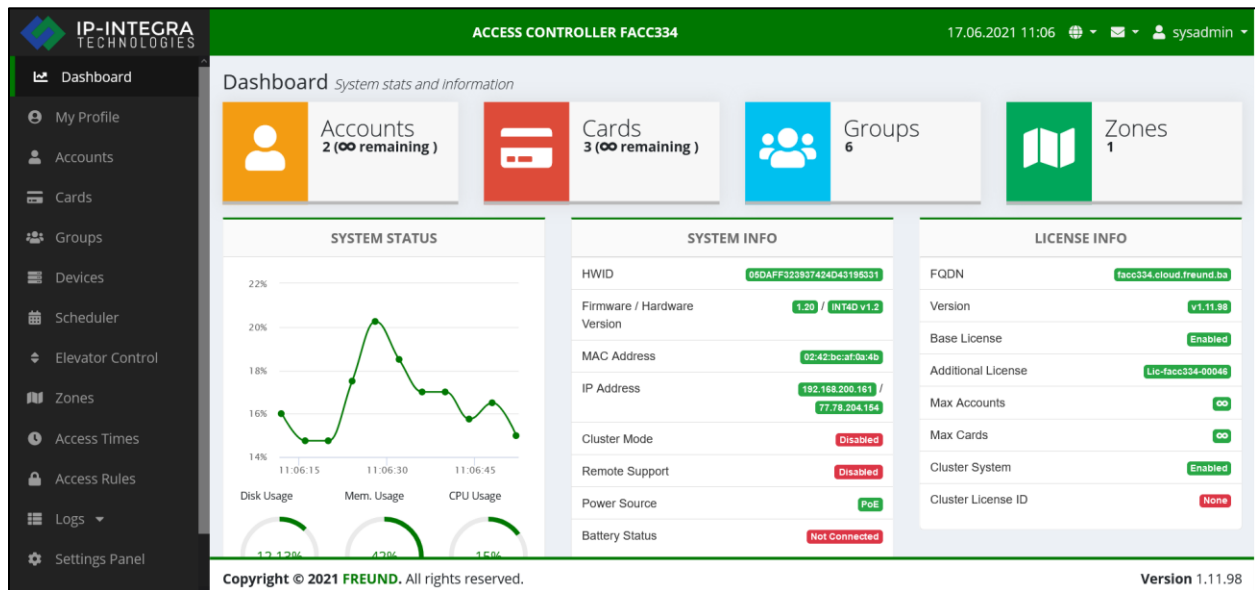 IP-INTEGRA
TECHNOLOGIES
ACCESS CONTROLLER FACC334
17.06.2021 11:06
sysadmin
Dashboard
My Profile
Accounts
Cards
Groups
Devices
Scheduler
Elevator Control
Zones
Access Times
Access Rules
Logs
Settings Panel
Dashboard System stats and information
Accounts
2 (∞ remaining )
Cards
3 (∞ remaining )
Groups
6
Zones
1
SYSTEM STATUS
22%
20%
18%
16%
14%
11:06:15 11:06:30 11:06:45
Disk Usage Mem. Usage CPU Usage
12.13% 42% 15%
SYSTEM INFO
HWID 05DAFF323937424D43195331
Firmware / Hardware 1.20 / INT4D v1.2
Version
MAC Address 02:42:bc:af:0a:4b
IP Address 192.168.200.161 /
77.78.204.154
Cluster Mode Disabled
Remote Support Disabled
Power Source PoE
Battery Status Not Connected
LICENSE INFO
FQDN facc334.cloud.freund.ba
Version v1.11.98
Base License Enabled
Additional License Lic-facc334-00046
Max Accounts ∞
Max Cards ∞
Cluster System Enabled
Cluster License ID None
Copyright © 2021 FREUND. All rights reserved.
Version 1.11.98